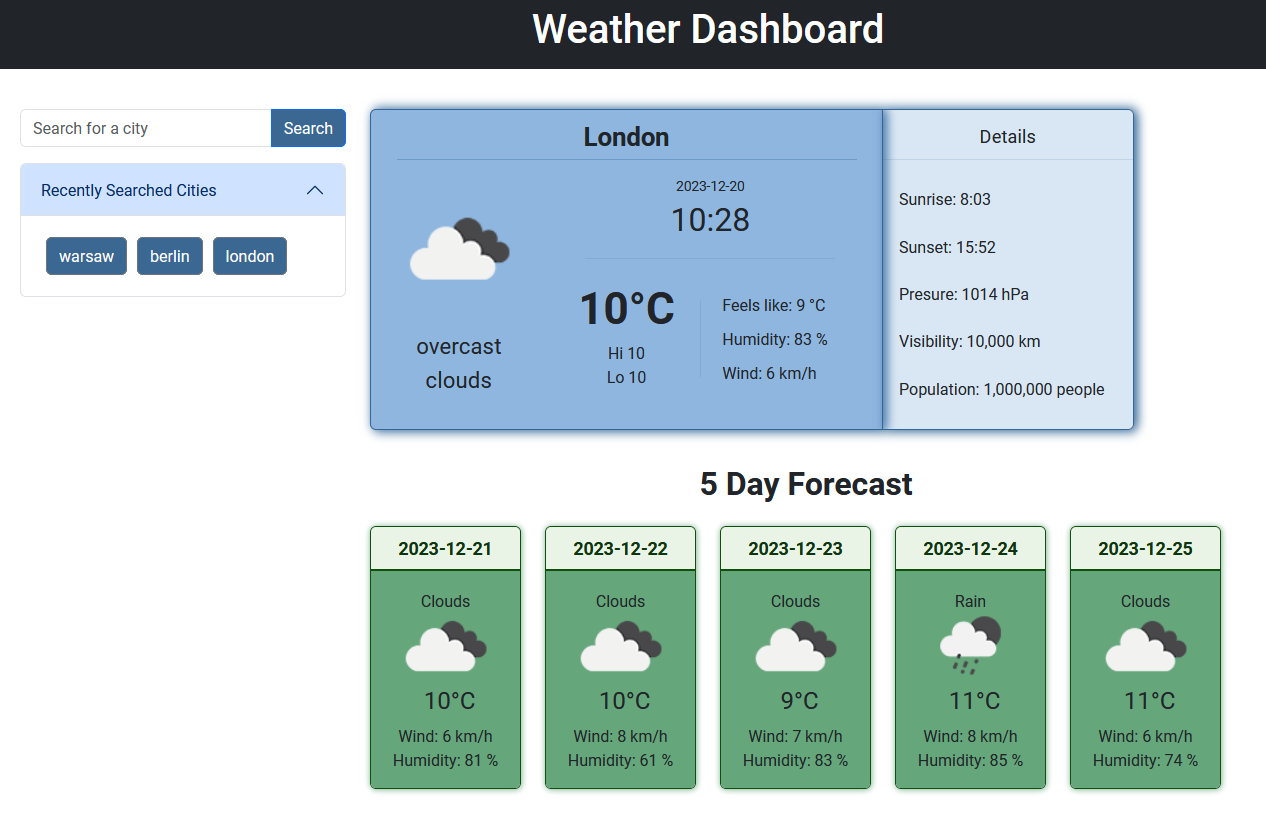 Weather Dashboard
Search for a city
Search
Recently Searched Cities
warsaw
berlin
london
London
2023-12-20
10:28
overcast
clouds
10°C
Hi 10
Lo 10
Feels like: 9 °C
Humidity: 83 %
Wind: 6 km/h
Details
Sunrise: 8:03
Sunset: 15:52
Presure: 1014 hPa
Visibility: 10,000 km
Population: 1,000,000 people
5 Day Forecast
2023-12-21
Clouds
10°C
Wind: 6 km/h
Humidity: 81 %
2023-12-22
Clouds
10°C
Wind: 8 km/h
Humidity: 61 %
2023-12-23
Clouds
9°C
Wind: 7 km/h
Humidity: 83 %
2023-12-24
Rain
11°C
Wind: 8 km/h
Humidity: 85 %
2023-12-25
Clouds
11°C
Wind: 6 km/h
Humidity: 74 %